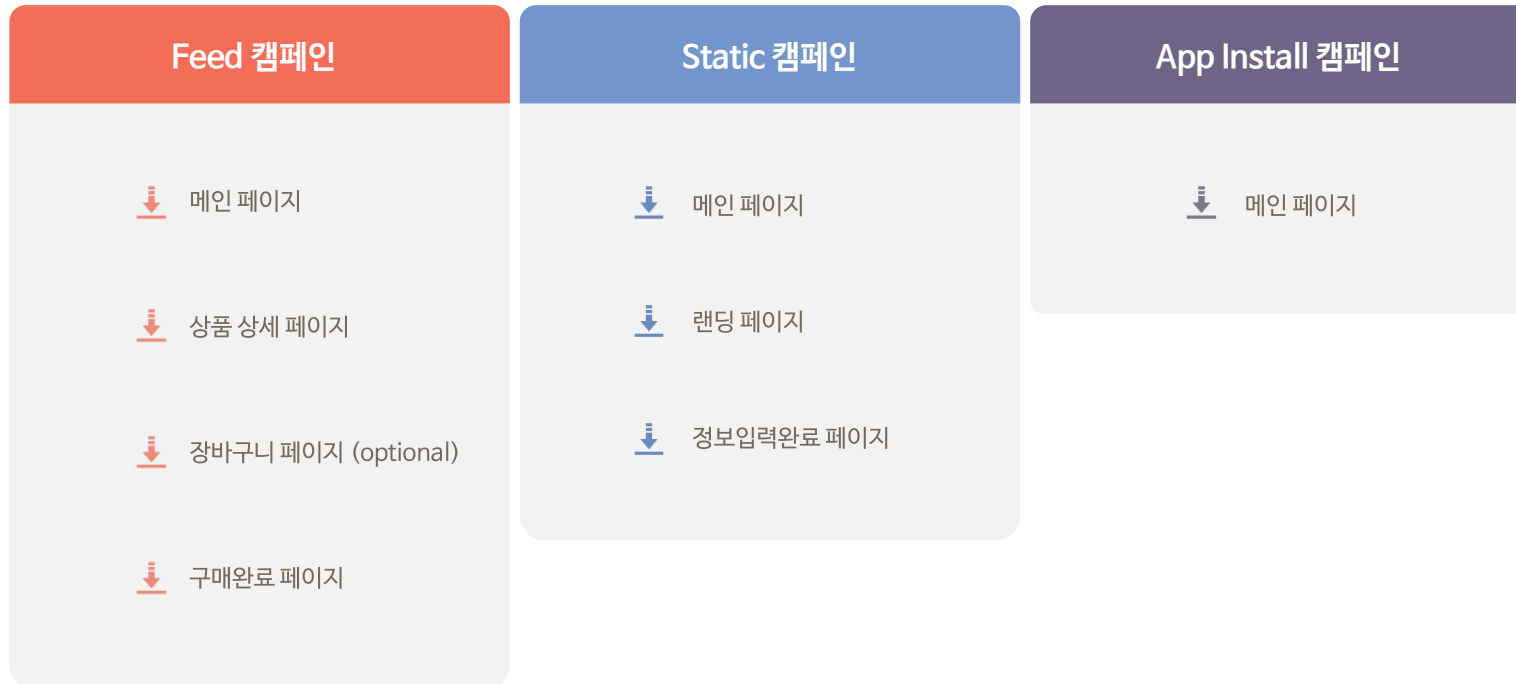 Feed 캠페인
메인 페이지
상품 상세 페이지
장바구니 페이지 (optional)
구매완료 페이지
Static 캠페인
메인 페이지
랜딩 페이지
정보입력완료 페이지
App Install 캠페인
메인 페이지